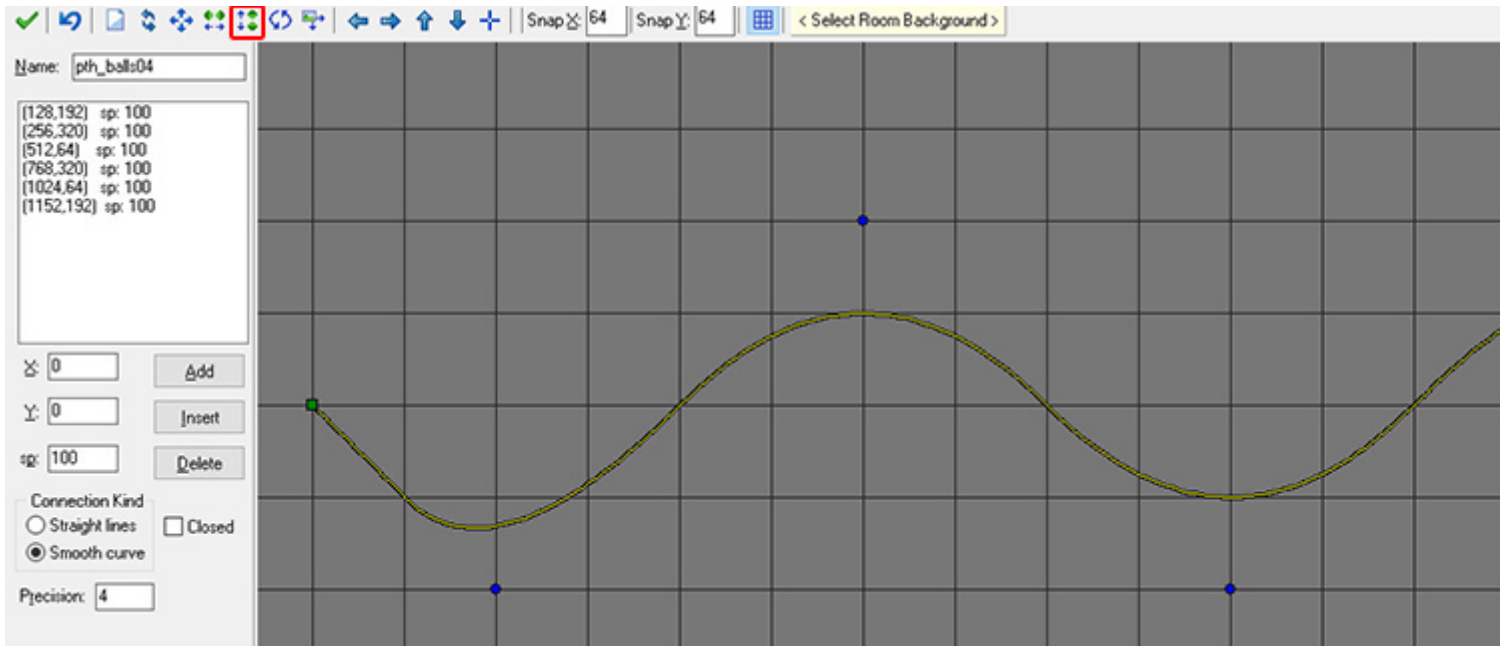 Snap X: 64 Snap Y: 64 < Select Room Background >
Name: pth_balls04
(128,192) sp: 100
(256,320) sp: 100
(512,64) sp: 100
(768,320) sp: 100
(1024,64) sp: 100
(1152,192) sp: 100
X: 0 Add
Y: 0 Insert
sp: 100 Delete
Connection Kind
Straight lines Closed
Smooth curve
Precision: 4